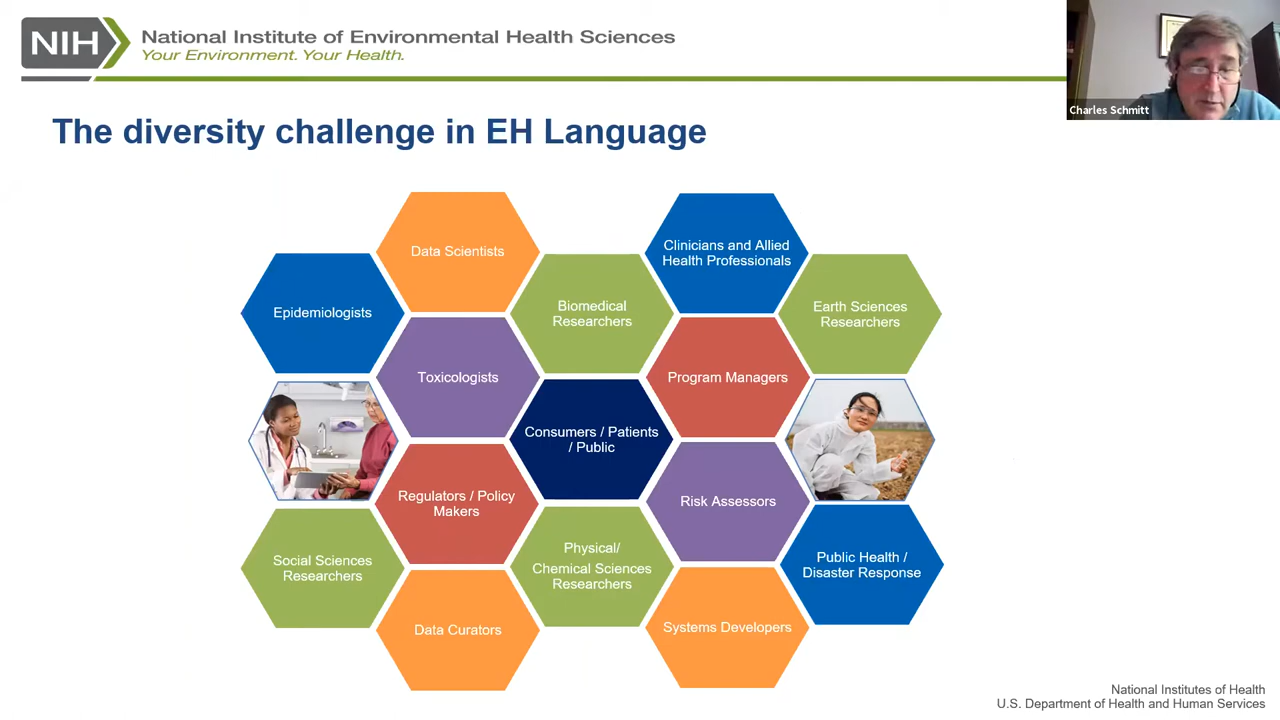 NIH
National Institute of Environmental Health Sciences
Your Environment. Your Health.
Charles Schmitt
The diversity challenge in EH Language
Data Scientists
Clinicians and Allied
Health Professionals
Epidemiologists
Biomedical
Researchers
Earth Sciences
Researchers
Toxicologists
Program Managers
Consumers / Patients
/ Public
Regulators / Policy
Makers
Risk Assessors
Social Sciences
Researchers
Physical/
Chemical Sciences
Researchers
Public Health /
Disaster Response
Data Curators
Systems Developers
National Institutes of Health
U.S. Department of Health and Human Services